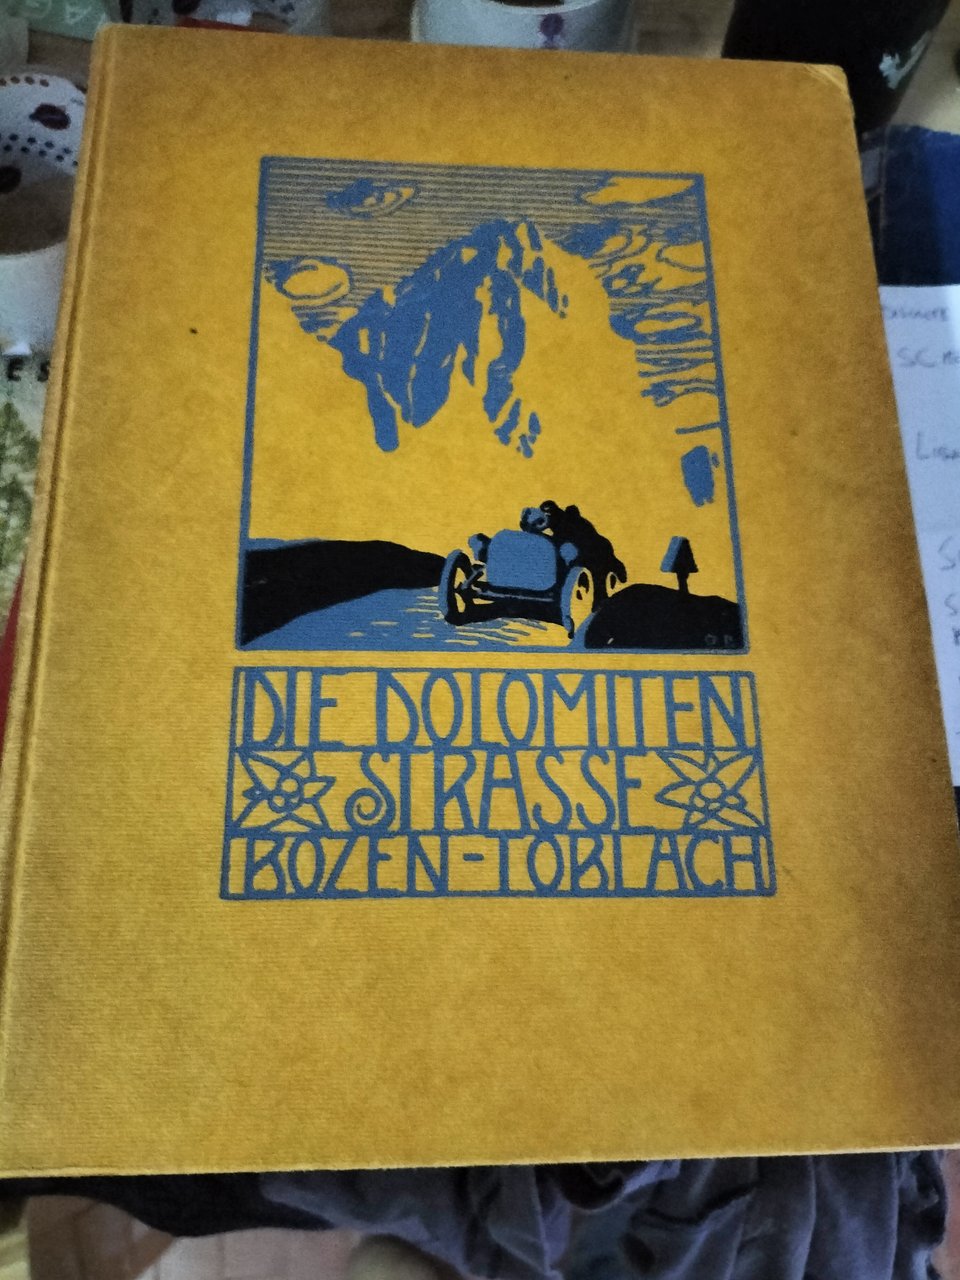 DIE DOLOMITEN
STRASSE
BOZEN-TOBLACH